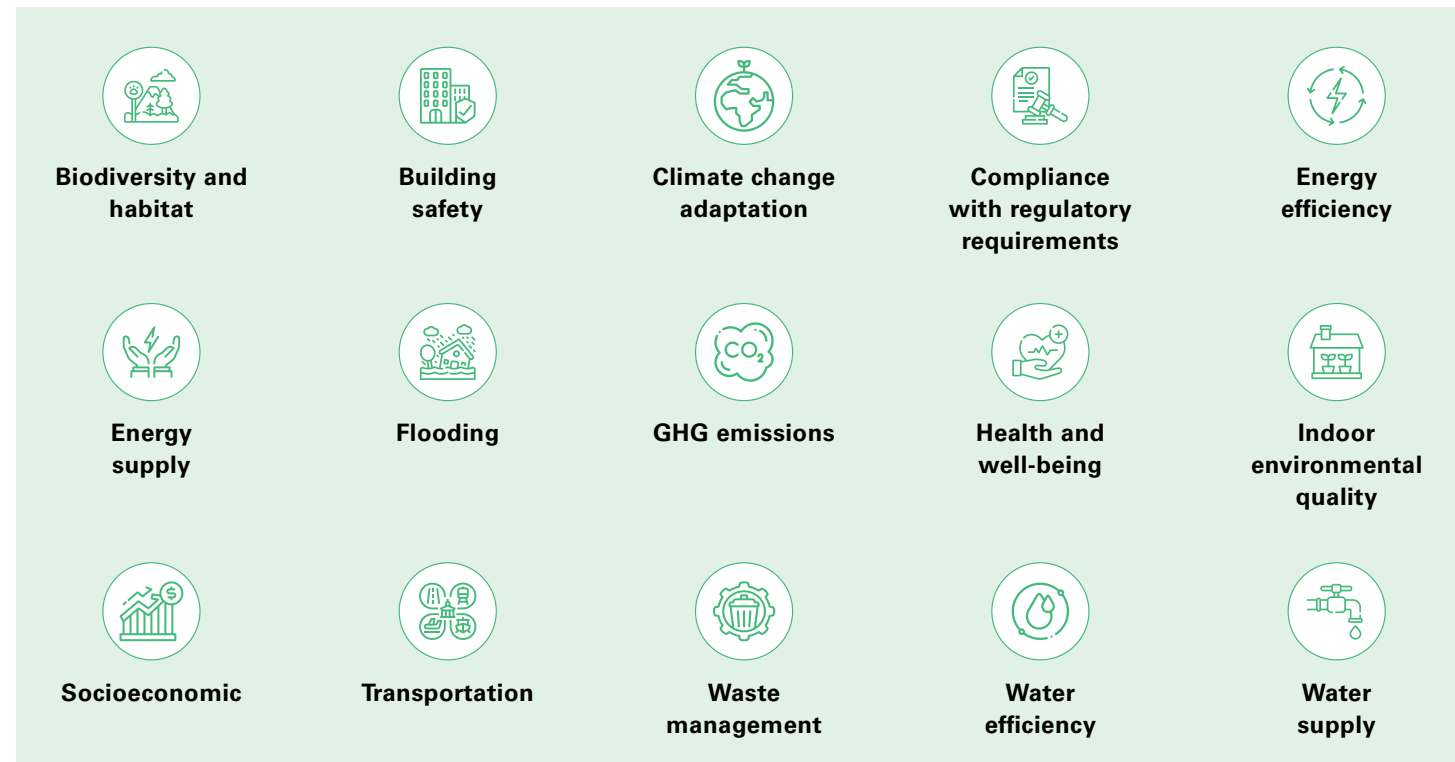 Biodiversity and
habitat
Building
safety
Climate change
adaptation
Compliance
with regulatory
requirements
Energy
efficiency
Energy
supply
Flooding
CO₂
GHG emissions
Health and
well-being
Indoor
environmental
quality
$
Socioeconomic
Transportation
Waste
management
Water
efficiency
Water
supply